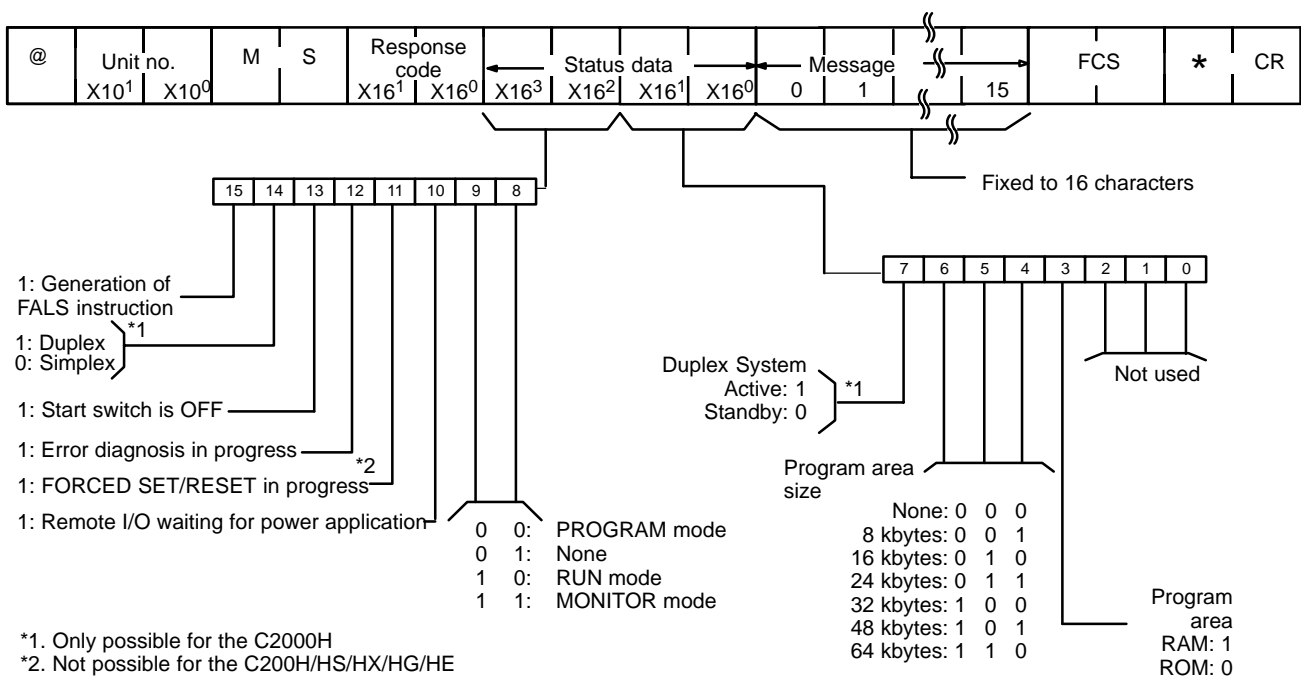 @ Unit no. M S Response code Status data Message FCS * CR
X10¹ X10⁰ X16¹ X16⁰ X16³ X16² X16¹ X16⁰ 0 1 15
Fixed to 16 characters
15 14 13 12 11 10 9 8
7 6 5 4 3 2 1 0
1: Generation of
FALS instruction
1: Duplex
0: Simplex
*1
1: Start switch is OFF
1: Error diagnosis in progress
*2
1: FORCED SET/RESET in progress
1: Remote I/O waiting for power application
0 0: PROGRAM mode
0 1: None
1 0: RUN mode
1 1: MONITOR mode
Duplex System
Active: 1
Standby: 0
*1
Not used
Program area
size
None: 0 0 0
8 kbytes: 0 0 1
16 kbytes: 0 1 0
24 kbytes: 0 1 1
32 kbytes: 1 0 0
48 kbytes: 1 0 1
64 kbytes: 1 1 0
Program
area
RAM: 1
ROM: 0
*1. Only possible for the C2000H
*2. Not possible for the C200H/HS/HX/HG/HE